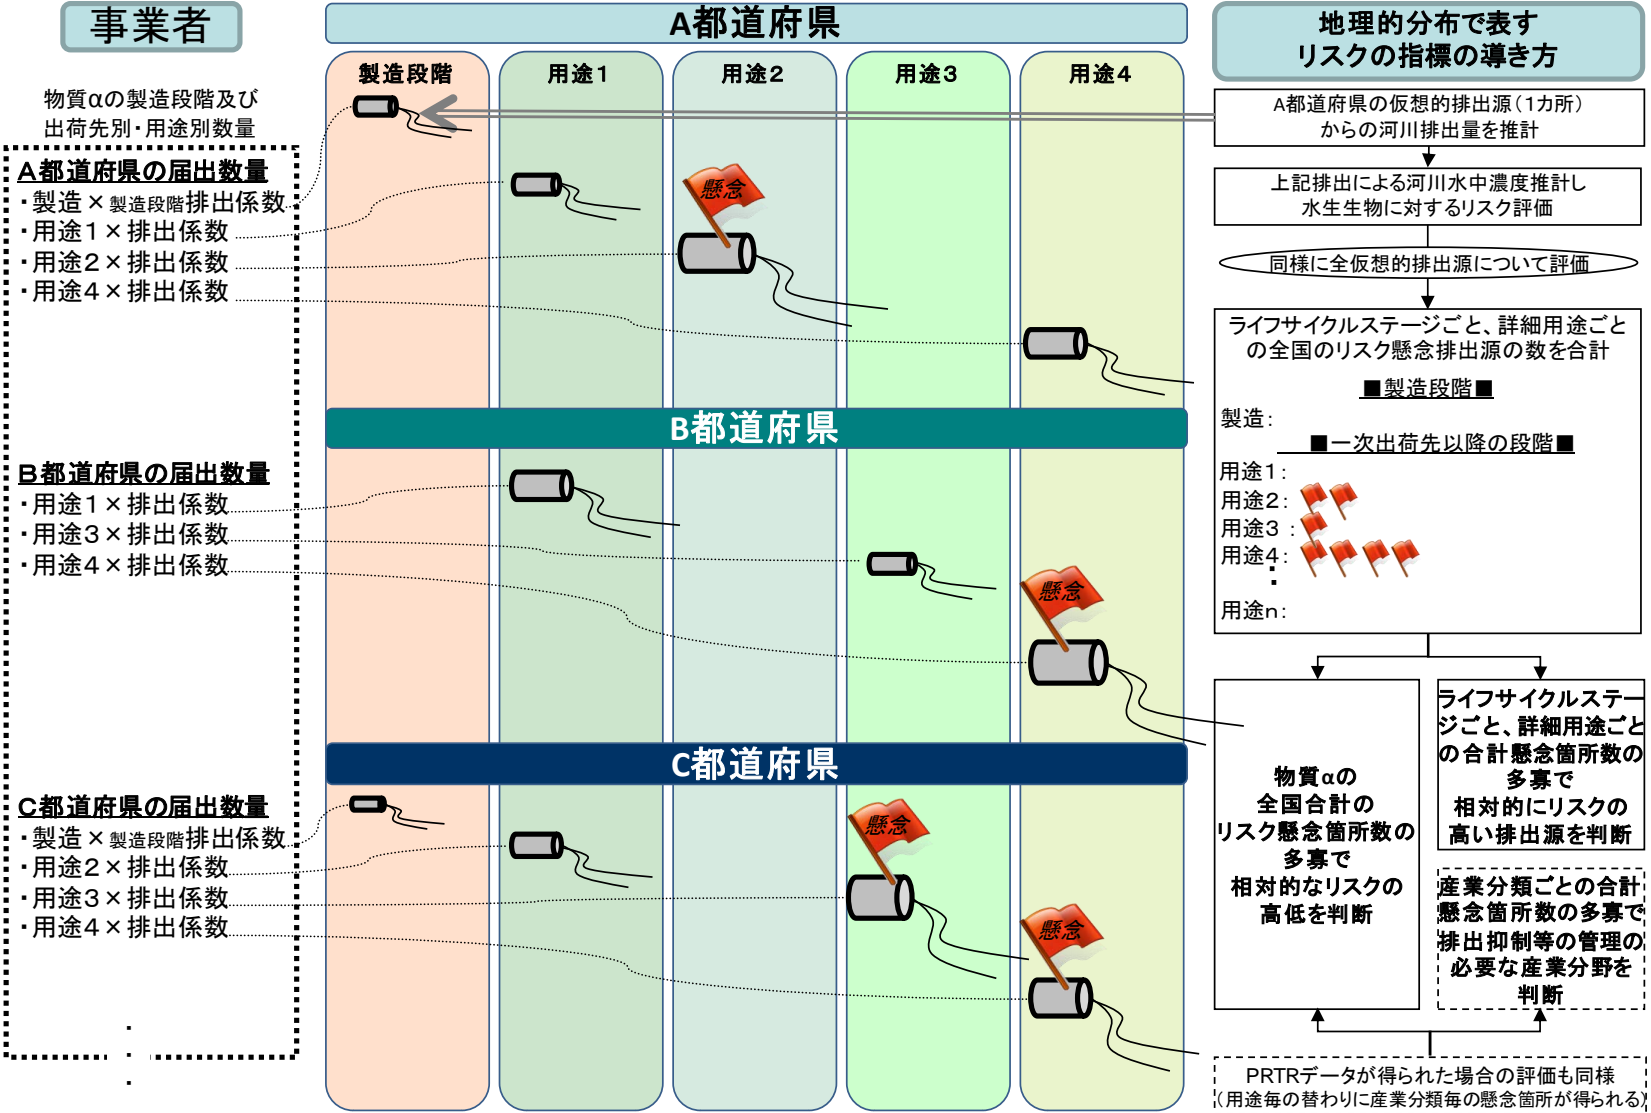 事業者
物質αの製造段階及び
出荷先別・用途別数量
A都道府県の届出数量
・製造×製造段階排出係数
・用途1×排出係数
・用途2×排出係数
・用途4×排出係数
B都道府県の届出数量
・用途1×排出係数
・用途3×排出係数
・用途4×排出係数
C都道府県の届出数量
・製造×製造段階排出係数
・用途2×排出係数
・用途3×排出係数
・用途4×排出係数
・
・
・
A都道府県
製造段階
用途1
用途2
用途3
用途4
懸念
B都道府県
懸念
C都道府県
懸念
懸念
地理的分布で表す
リスクの指標の導き方
A都道府県の仮想的排出源（1カ所）
からの河川排出量を推計
上記排出による河川水中濃度推計し
水生生物に対するリスク評価
同様に全仮想的排出源について評価
ライフサイクルステージごと、詳細用途ごと
の全国のリスク懸念排出源の数を合計
■製造段階■
製造：
■一次出荷先以降の段階■
用途1：
用途2：
用途3：
用途4：
・
・
用途n：
物質αの
全国合計の
リスク懸念箇所数の
多寡で
相対的なリスクの
高低を判断
ライフサイクルステー
ジごと、詳細用途ごと
の合計懸念箇所数の
多寡で
相対的にリスクの
高い排出源を判断
産業分類ごとの合計
懸念箇所数の多寡で
排出抑制等の管理の
必要な産業分野を
判断
PRTRデータが得られた場合の評価も同様
（用途毎の替わりに産業分類毎の懸念箇所が得られる）